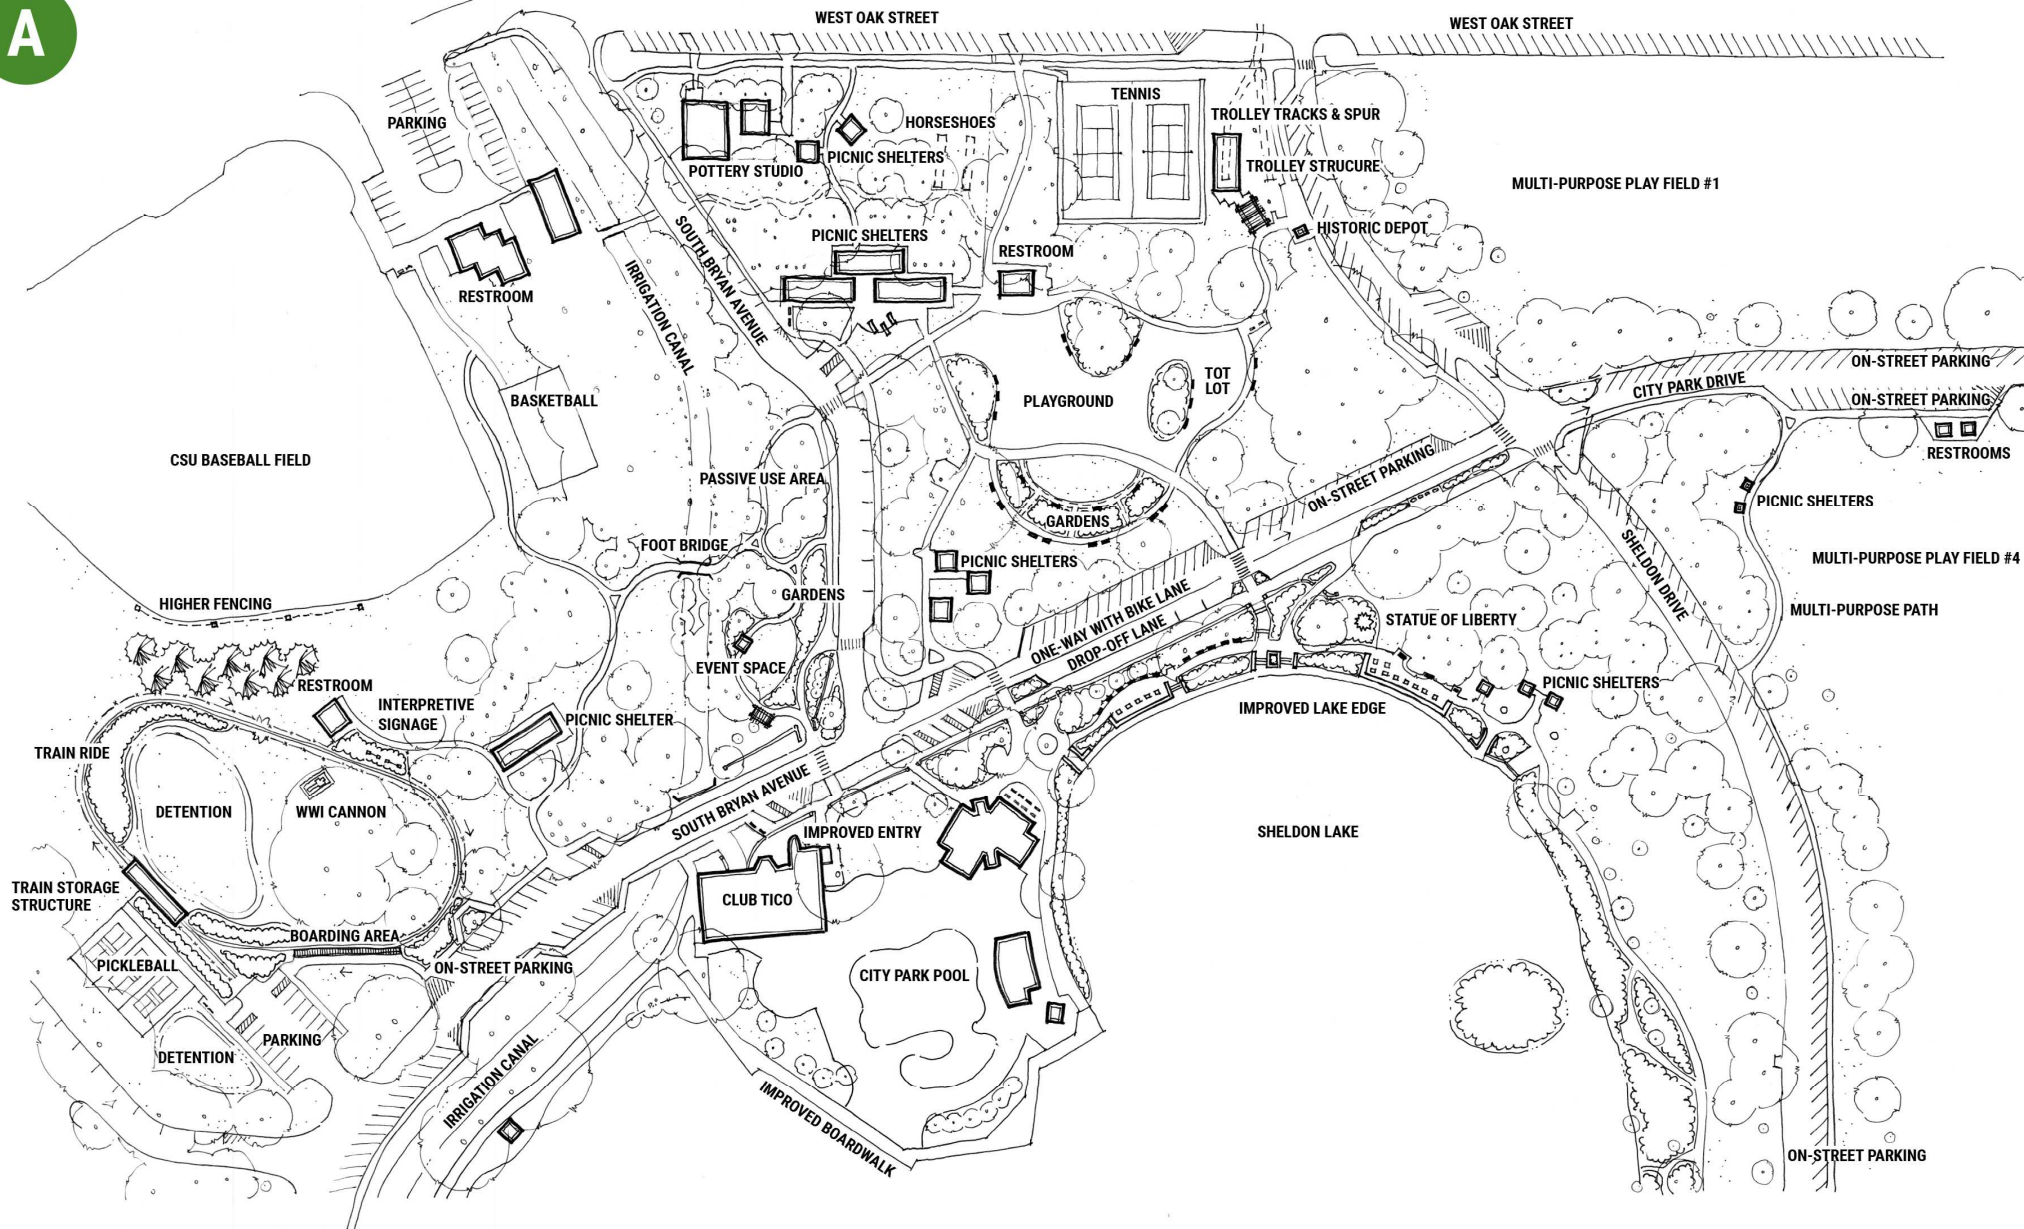 A
WEST OAK STREET
WEST OAK STREET
PARKING
TENNIS
TROLLEY TRACKS & SPUR
HORSESHOES
PICNIC SHELTERS
POTTERY STUDIO
TROLLEY STRUCURE
MULTI-PURPOSE PLAY FIELD #1
SOUTH BRYAN AVENUE
PICNIC SHELTERS
HISTORIC DEPOT
RESTROOM
RESTROOM
IRRIGATION CANAL
ON-STREET PARKING
CITY PARK DRIVE
TOT
LOT
ON-STREET PARKING
BASKETBALL
PLAYGROUND
RESTROOMS
CSU BASEBALL FIELD
PASSIVE USE AREA
ON-STREET PARKING
PICNIC SHELTERS
GARDENS
FOOT BRIDGE
PICNIC SHELTERS
SHELDON DRIVE
MULTI-PURPOSE PLAY FIELD #4
GARDENS
HIGHER FENCING
ONE-WAY WITH BIKE LANE
DROP-OFF LANE
STATUE OF LIBERTY
MULTI-PURPOSE PATH
EVENT SPACE
RESTROOM
INTERPRETIVE
SIGNAGE
PICNIC SHELTER
PICNIC SHELTERS
IMPROVED LAKE EDGE
TRAIN RIDE
DETENTION
WWI CANNON
SOUTH BRYAN AVENUE
IMPROVED ENTRY
SHELDON LAKE
TRAIN STORAGE
STRUCTURE
CLUB TICO
BOARDING AREA
PICKLEBALL
ON-STREET PARKING
CITY PARK POOL
PARKING
DETENTION
IRRIGATION CANAL
IMPROVED BOARDWALK
ON-STREET PARKING